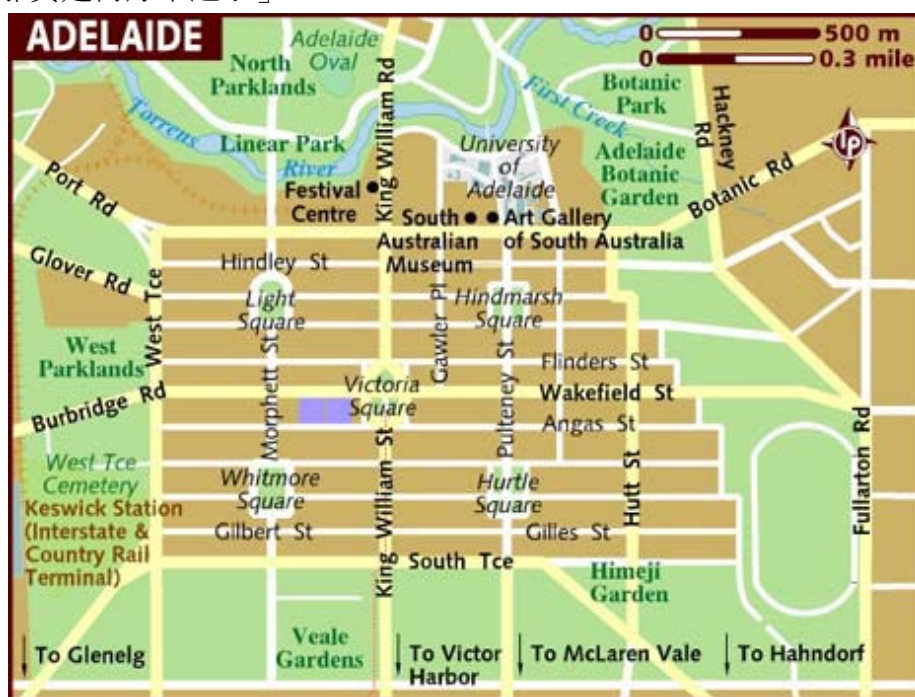 ADELAIDE
0 500 m
0 0.3 mile
Adelaide
Oval
North
Parklands
Torrens
Linear Park
River
King William Rd
First Creek
Botanic
Park
Hackney
Rd
University
of
Adelaide
Adelaide
Botanic
Garden
Botanic Rd
Port Rd
Festival
Centre
South
Australian
Museum
Art Gallery
of South Australia
Glover Rd
West Tce
Hindley St
Light
Square
Gawler Pl
Hindmarsh
Square
West
Parklands
Morphett St
Pulteney St
Flinders St
Burbridge Rd
Victoria
Square
Wakefield St
Angas St
West Tce
Cemetery
Whitmore
Square
King William St
Hurtle
Square
Hutt St
Fullarton Rd
Keswick Station
(Interstate &
Country Rail
Terminal)
Gilbert St
Gilles St
South Tce
Himeji
Garden
Veale
Gardens
To Glenelg
To Victor
Harbor
To McLaren Vale
To Hahndorf
LP